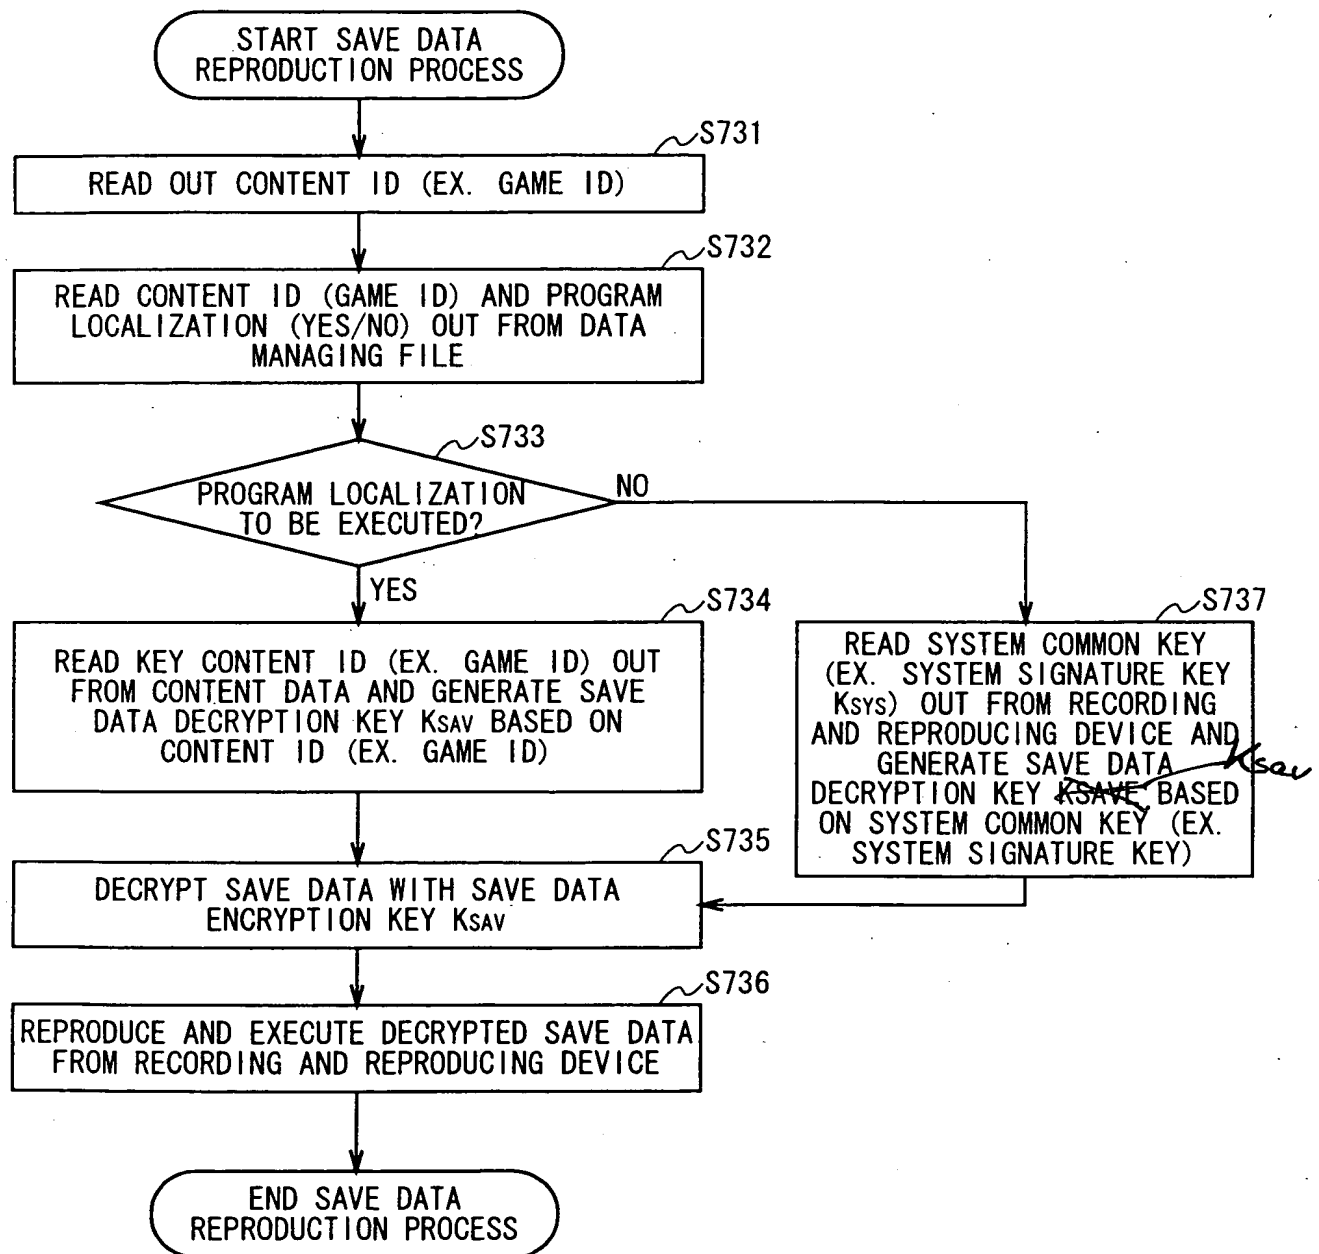 START SAVE DATA
REPRODUCTION PROCESS
S731
READ OUT CONTENT ID (EX. GAME ID)
S732
READ CONTENT ID (GAME ID) AND PROGRAM
LOCALIZATION (YES/NO) OUT FROM DATA
MANAGING FILE
S733
PROGRAM LOCALIZATION
TO BE EXECUTED?
NO
YES
S734
READ KEY CONTENT ID (EX. GAME ID) OUT
FROM CONTENT DATA AND GENERATE SAVE
DATA DECRYPTION KEY KSAV BASED ON
CONTENT ID (EX. GAME ID)
S737
READ SYSTEM COMMON KEY
(EX. SYSTEM SIGNATURE KEY
KSYS) OUT FROM RECORDING
AND REPRODUCING DEVICE AND
GENERATE SAVE DATA
Ksav
DECRYPTION KEY KSAVE BASED
ON SYSTEM COMMON KEY (EX.
SYSTEM SIGNATURE KEY)
S735
DECRYPT SAVE DATA WITH SAVE DATA
ENCRYPTION KEY KSAV
S736
REPRODUCE AND EXECUTE DECRYPTED SAVE DATA
FROM RECORDING AND REPRODUCING DEVICE
END SAVE DATA
REPRODUCTION PROCESS